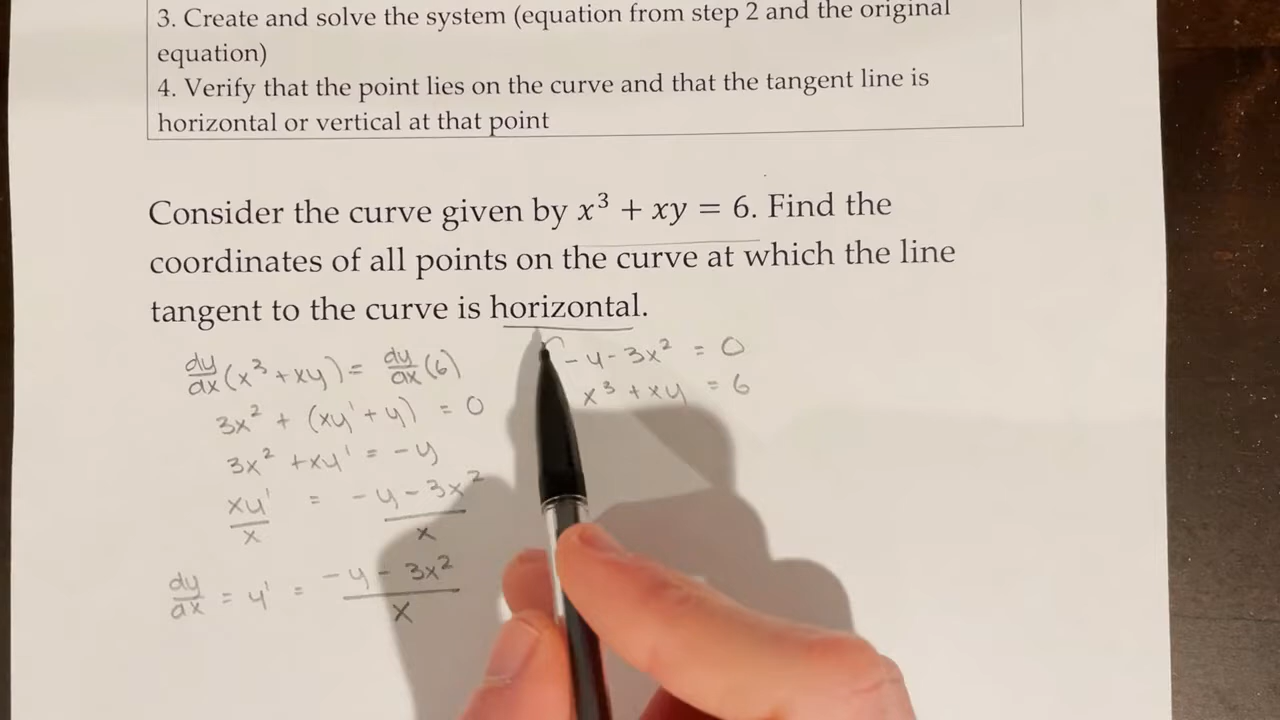 3. Create and solve the system (equation from step 2 and the original
equation)
4. Verify that the point lies on the curve and that the tangent line is
horizontal or vertical at that point
Consider the curve given by x³ + xy = 6. Find the
coordinates of all points on the curve at which the line
tangent to the curve is horizontal.
dy/dx (x³ + xy) = dy/dx (6)
3x² + (xy' + y) = 0
3x² + xy' = -y
xy'/x = (-y - 3x²)/x
dy/dx = y' = (-y - 3x²)/x
-y - 3x² = 0
x³ + xy = 6